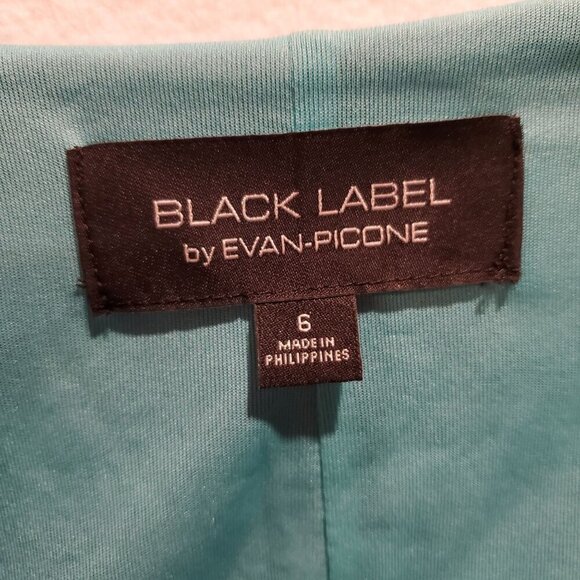 BLACK LABEL
by EVAN-PICONE
6
MADE IN
PHILIPPINES